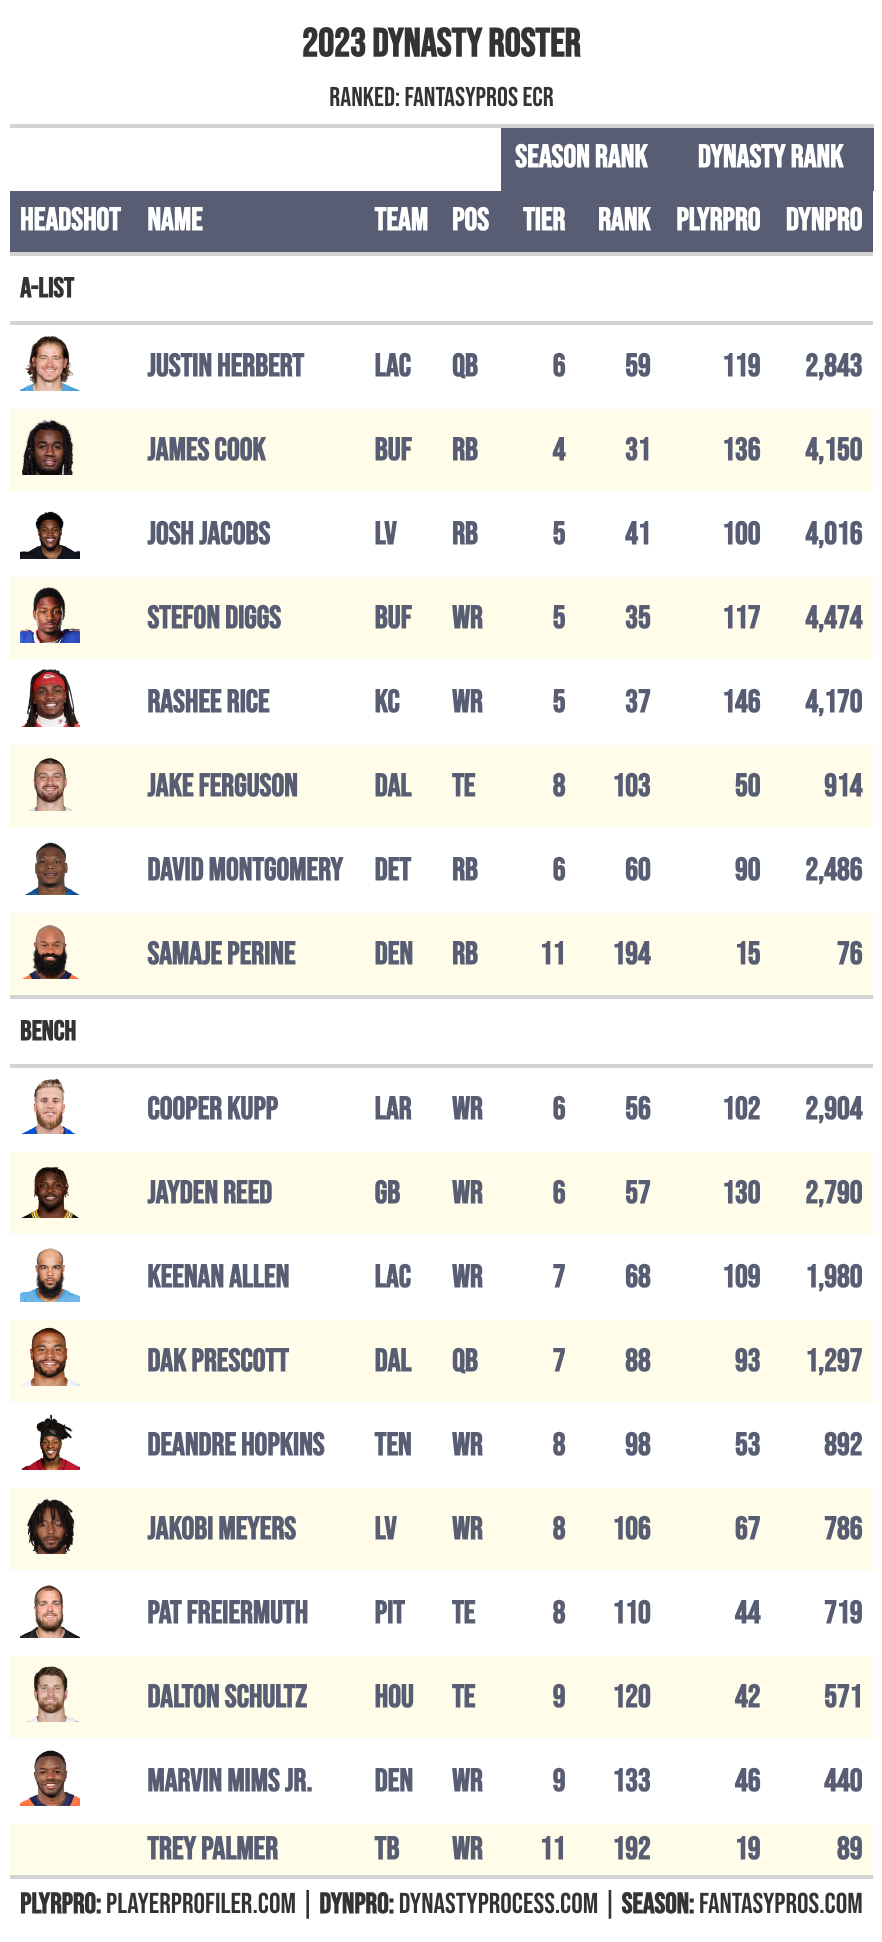 2023 DYNASTY ROSTER
RANKED: FANTASYPROS ECR
SEASON RANK DYNASTY RANK
HEADSHOT NAME TEAM POS TIER RANK PLYRPRO DYNPRO
A-LIST
JUSTIN HERBERT LAC QB 6 59 119 2,843
JAMES COOK BUF RB 4 31 136 4,150
JOSH JACOBS LV RB 5 41 100 4,016
STEFON DIGGS BUF WR 5 35 117 4,474
RASHEE RICE KC WR 5 37 146 4,170
JAKE FERGUSON DAL TE 8 103 50 914
DAVID MONTGOMERY DET RB 6 60 90 2,486
SAMAJE PERINE DEN RB 11 194 15 76
BENCH
COOPER KUPP LAR WR 6 56 102 2,904
JAYDEN REED GB WR 6 57 130 2,790
KEENAN ALLEN LAC WR 7 68 109 1,980
DAK PRESCOTT DAL QB 7 88 93 1,297
DEANDRE HOPKINS TEN WR 8 98 53 892
JAKOBI MEYERS LV WR 8 106 67 786
PAT FREIERMUTH PIT TE 8 110 44 719
DALTON SCHULTZ HOU TE 9 120 42 571
MARVIN MIMS JR. DEN WR 9 133 46 440
TREY PALMER TB WR 11 192 19 89
PLYRPRO: PLAYERPROFILER.COM | DYNPRO: DYNASTYPROCESS.COM | SEASON: FANTASYPROS.COM